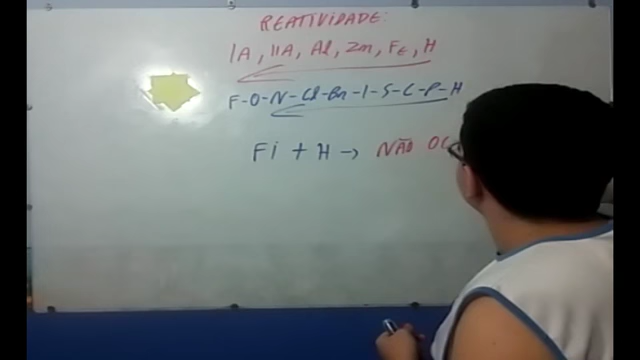 REATIVIDADE:
IA, IIA, Al, Zn, Fe, H
F-O-N-Cl-Br-I-S-C-P-H
Fi + H → NÃO OC